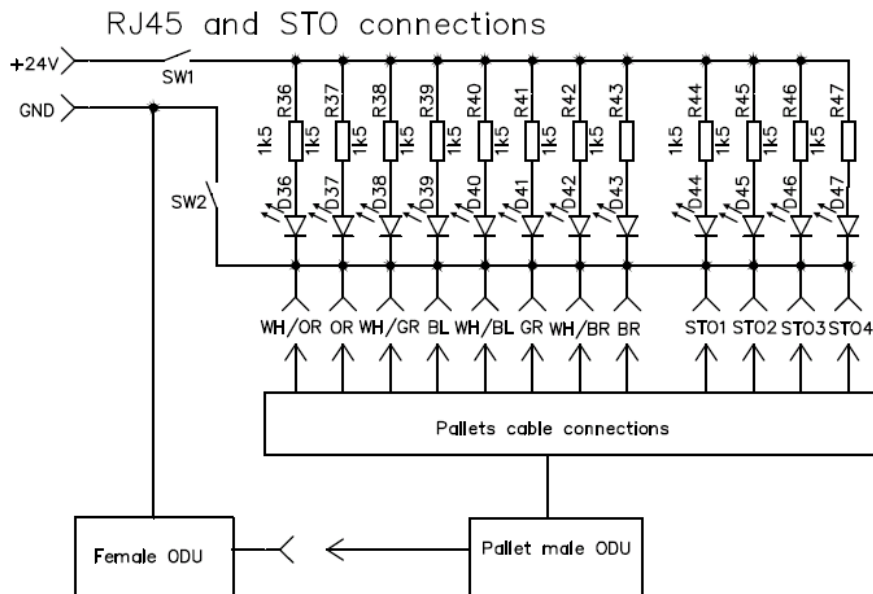 RJ45 and STO connections
+24V
SW1
GND
SW2
R36 R37 R38 R39 R40 R41 R42 R43 R44 R45 R46 R47
1k5 1k5 1k5 1k5 1k5 1k5 1k5 1k5 1k5 1k5 1k5 1k5
D36 D37 D38 D39 D40 D41 D42 D43 D44 D45 D46 D47
WH/OR OR WH/GR BL WH/BL GR WH/BR BR STO1 STO2 STO3 STO4
Pallets cable connections
Female ODU
Pallet male ODU